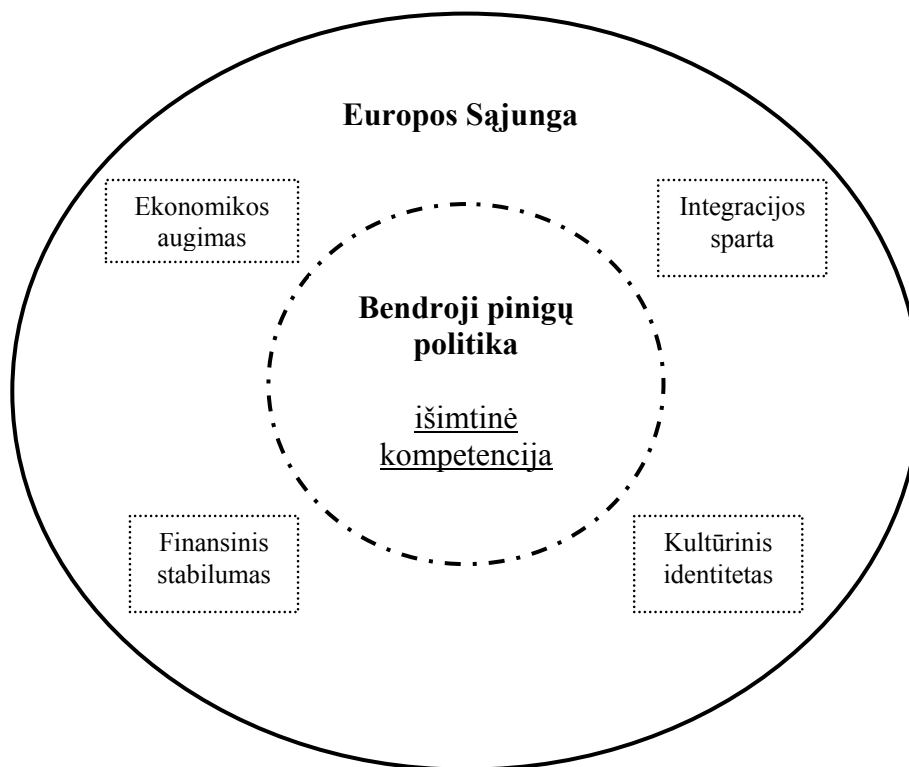 Europos Sąjunga
Ekonomikos
augimas
Integracijos
sparta
Bendroji pinigų
politika
išimtinė
kompetencija
Finansinis
stabilumas
Kultūrinis
identitetas